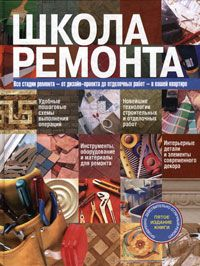 ШКОЛА
РЕМОНТА
Все стадии ремонта – от дизайн-проекта до отделочных работ – в вашей квартире
Удобные
пошаговые
схемы
выполнения
операций
Новейшие
технологии
строительных
и отделочных
работ
Инструменты,
оборудование
и материалы
для ремонта
Интерьерные
детали
и элементы
современного
декора
ПЯТОЕ
ИЗДАНИЕ
КНИГИ